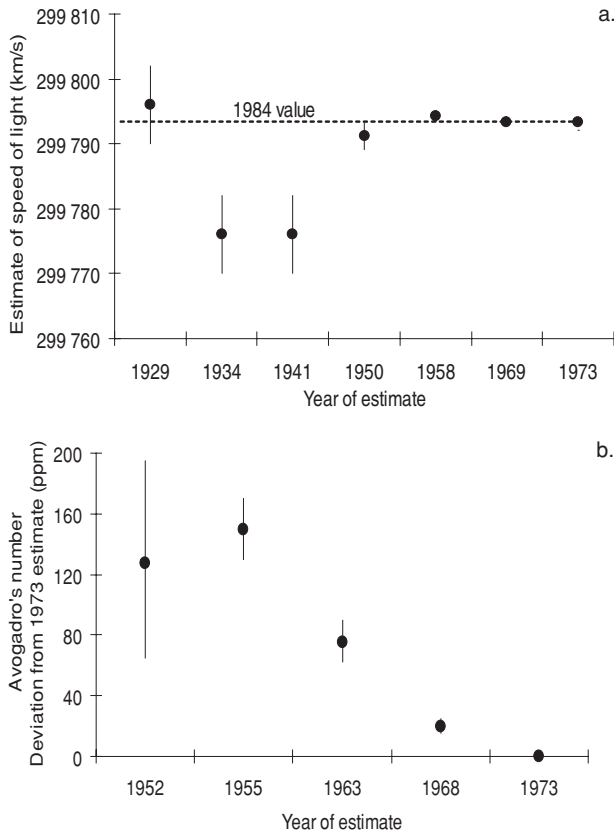 a.
Estimate of speed of light (km/s)
299 810
299 800
299 790
299 780
299 770
299 760
1984 value
1929 1934 1941 1950 1958 1969 1973
Year of estimate
b.
Avogadro's number
Deviation from 1973 estimate (ppm)
200
160
120
80
40
0
1952 1955 1963 1968 1973
Year of estimate